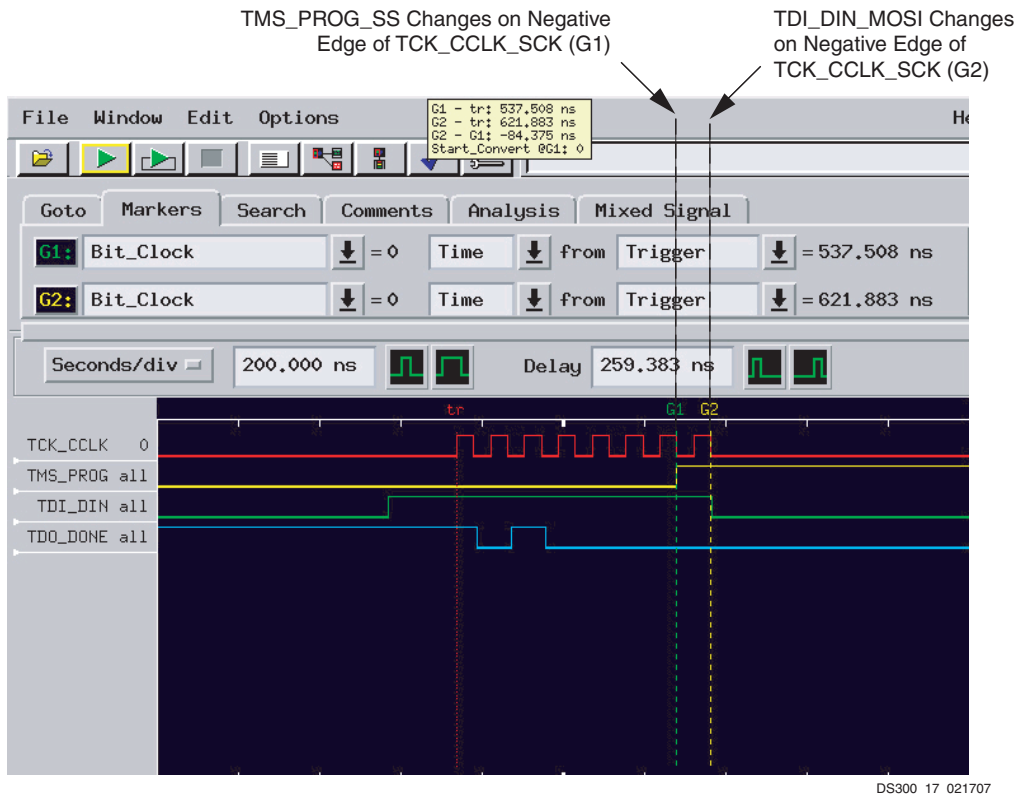 TMS_PROG_SS Changes on Negative
Edge of TCK_CCLK_SCK (G1)
TDI_DIN_MOSI Changes
on Negative Edge of
TCK_CCLK_SCK (G2)
File Window Edit Options
G1 - tr: 537.508 ns
G2 - tr: 621.883 ns
G2 - G1: -84.375 ns
Start_Convert @G1: 0
Goto Markers Search Comments Analysis Mixed Signal
G1: Bit_Clock = 0 Time from Trigger = 537.508 ns
G2: Bit_Clock = 0 Time from Trigger = 621.883 ns
Seconds/div 200.000 ns Delay 259.383 ns
tr G1 G2
TCK_CCLK 0
TMS_PROG all
TDI_DIN all
TDO_DONE all
DS300_17_021707